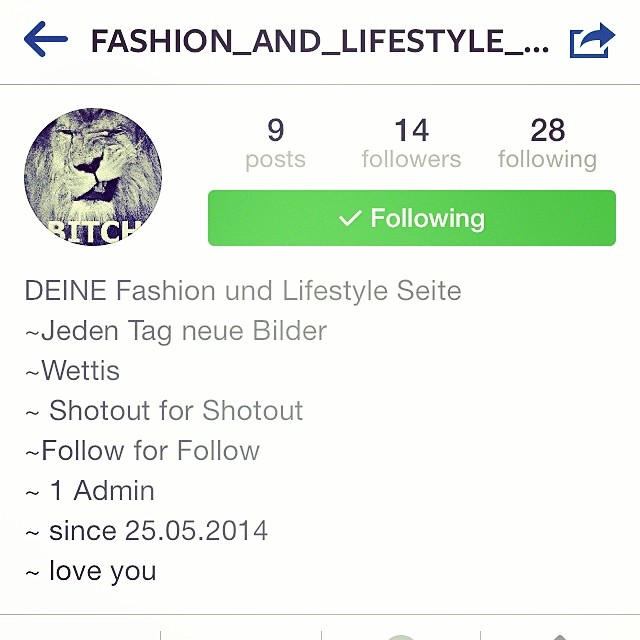 FASHION_AND_LIFESTYLE_...
9 14 28
posts followers following
BITCH
✓ Following
DEINE Fashion und Lifestyle Seite
~Jeden Tag neue Bilder
~Wettis
~ Shotout for Shotout
~Follow for Follow
~ 1 Admin
~ since 25.05.2014
~ love you